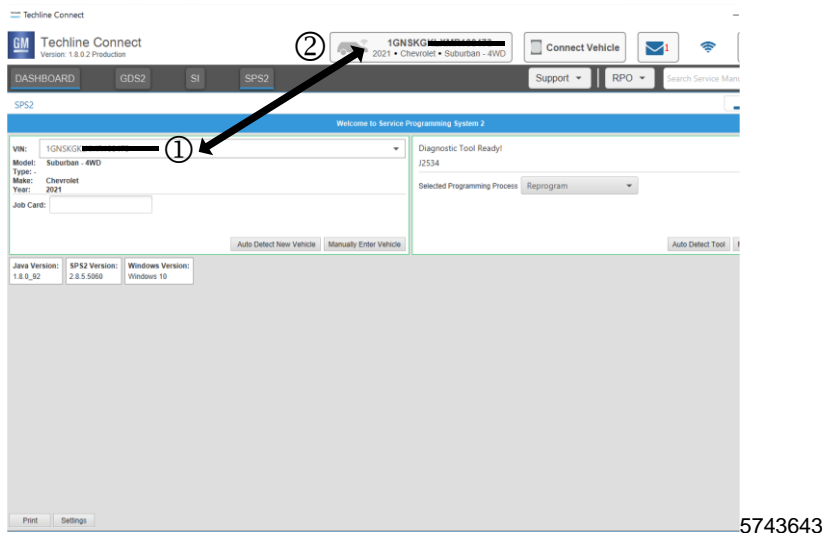 Techline Connect
GM Techline Connect
Version: 1.8.0.2 Production
② 1GNSKG
2021 • Chevrolet • Suburban - 4WD
Connect Vehicle
1
DASHBOARD GDS2 SI SPS2 Support RPO Search Service Man
SPS2
Welcome to Service Programming System 2
VIN: 1GNSKGK ①
Model: Suburban - 4WD
Type: -
Make: Chevrolet
Year: 2021
Job Card:
Auto Detect New Vehicle Manually Enter Vehicle
Diagnostic Tool Ready!
J2534
Selected Programming Process Reprogram
Auto Detect Tool
Java Version: SPS2 Version: Windows Version:
1.8.0_92 2.8.5.5060 Windows 10
Print Settings
5743643